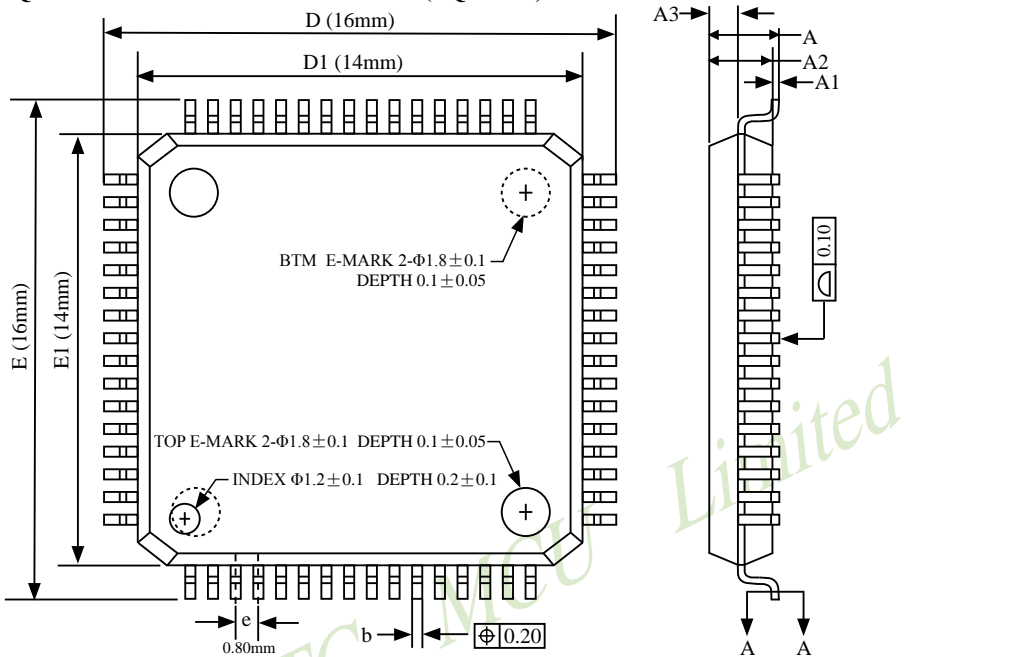 D (16mm)
D1 (14mm)
A3
A
A2
A1
E (16mm)
E1 (14mm)
BTM E-MARK 2-Φ1.8±0.1
DEPTH 0.1±0.05
0.10
TOP E-MARK 2-Φ1.8±0.1 DEPTH 0.1±0.05
INDEX Φ1.2±0.1 DEPTH 0.2±0.1
e
0.80mm
b
0.20
A A
MCU Limited